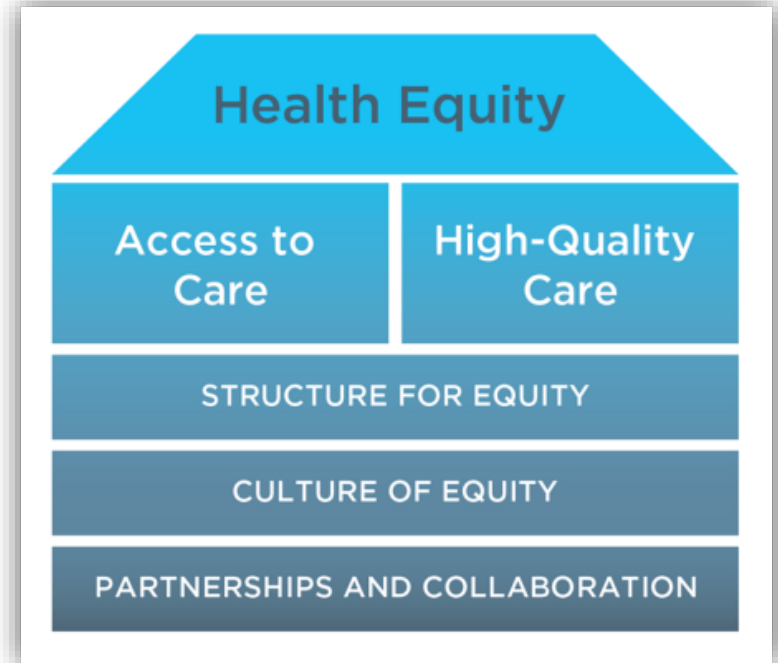 Health Equity
Access to
Care
High-Quality
Care
STRUCTURE FOR EQUITY
CULTURE OF EQUITY
PARTNERSHIPS AND COLLABORATION